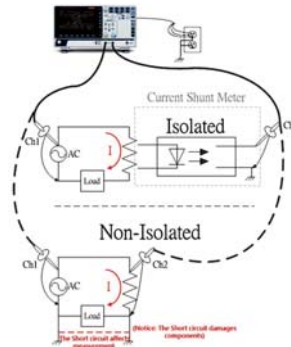 Current Shunt Meter
Isolated
Ch1
AC
I
Load
Non-Isolated
Ch1
Ch2
AC
I
Load
(Notice: The Short circuit damages
components)
The Short circuit affects
measurement